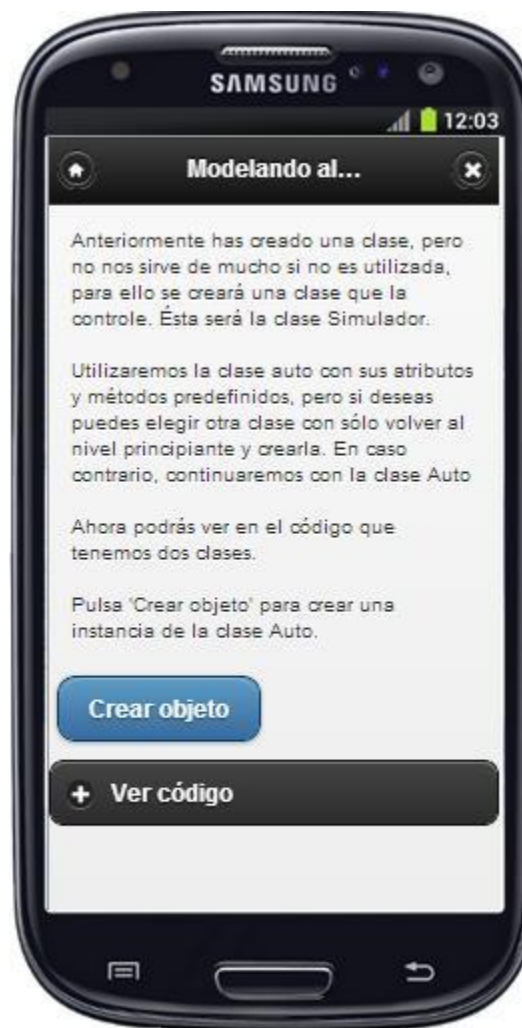 SAMSUNG
12:03
Modelando al...
Anteriormente has creado una clase, pero
no nos sirve de mucho si no es utilizada,
para ello se creará una clase que la
controle. Ésta será la clase Simulador.
Utilizaremos la clase auto con sus atributos
y métodos predefinidos, pero si deseas
puedes elegir otra clase con sólo volver al
nivel principiante y crearla. En caso
contrario, continuaremos con la clase Auto
Ahora podrás ver en el código que
tenemos dos clases.
Pulsa 'Crear objeto' para crear una
instancia de la clase Auto.
Crear objeto
Ver código